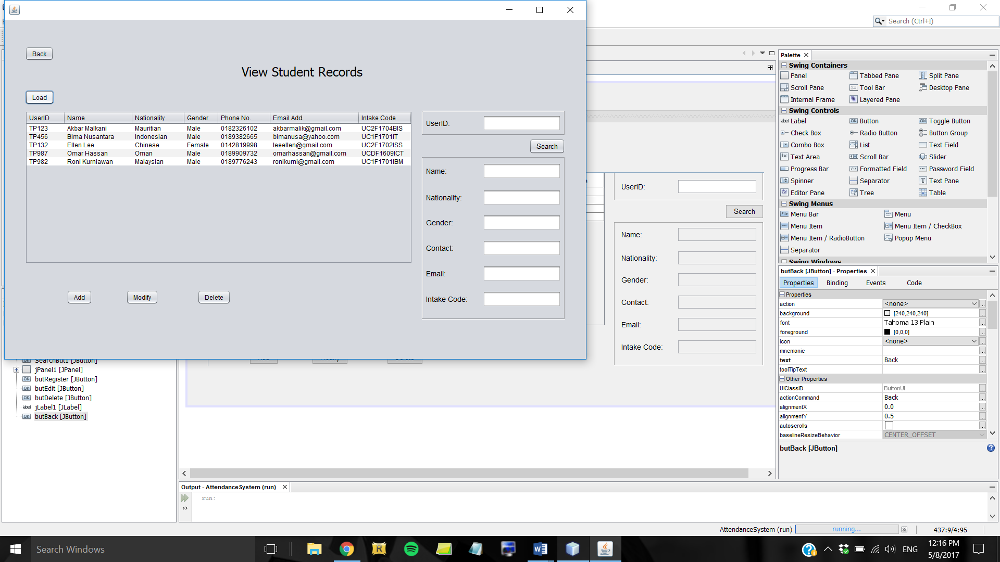 Back
View Student Records
Load
UserID Name Nationality Gender Phone No. Email Add. Intake Code
TP123 Akbar Malkani Mauritian Male 0182326102 akbarmalik@gmail.com UC2F1704BIS
TP456 Bima Nusantara Indonesian Male 0189382665 bimanusa@yahoo.com UC1F1701IT
TP132 Ellen Lee Chinese Female 0142819998 leeellen@gmail.com UC2F1702ISS
TP987 Omar Hassan Oman Male 0189909732 omarhassan@gmail.com UCDF1609ICT
TP982 Roni Kurniawan Malaysian Male 0189776243 ronikurni@gmail.com UC1F1701IBM
UserID:
Search
Name:
Nationality:
Gender:
Contact:
Email:
Intake Code:
Add Modify Delete
SearchBut1 [JButton]
jPanel1 [JPanel]
butRegister [JButton]
butEdit [JButton]
butDelete [JButton]
label jLabel1 [JLabel]
butBack [JButton]
UserID:
Search
Name:
Nationality:
Gender:
Contact:
Email:
Intake Code:
Search (Ctrl+I)
Palette
Swing Containers
Panel Tabbed Pane Split Pane
Scroll Pane Tool Bar Desktop Pane
Internal Frame Layered Pane
Swing Controls
label Label OK Button ON Toggle Button
Check Box Radio Button Button Group
Combo Box List Text Field
Text Area Scroll Bar Slider
Progress Bar Formatted Field Password Field
Spinner Separator Text Pane
Editor Pane Tree Table
Swing Menus
File Menu Bar Menu
Menu Item Menu Item / CheckBox
Menu Item / RadioButton Popup Menu
Separator
Swing Windows
butBack [JButton] - Properties
Properties Binding Events Code
Properties
action <none>
background [240,240,240]
font Tahoma 13 Plain
foreground [0,0,0]
icon <none>
mnemonic
text Back
toolTipText
Other Properties
UIClassID ButtonUI
actionCommand Back
alignmentX 0.0
alignmentY 0.5
autoscrolls
baselineResizeBehavior CENTER_OFFSET
butBack [JButton]
Output - AttendanceSystem (run)
run:
AttendanceSystem (run) running... 437:9/4:95
Search Windows
ENG
12:16 PM
5/8/2017